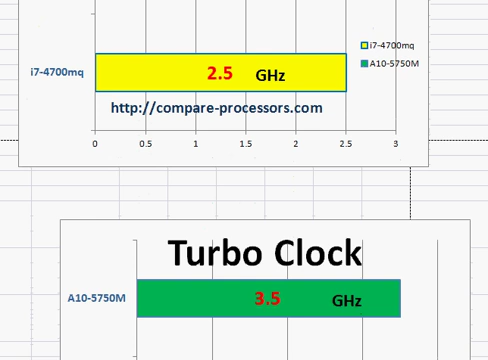 i7-4700mq
A10-5750M
i7-4700mq 2.5 GHz
http://compare-processors.com
0 0.5 1 1.5 2 2.5 3
Turbo Clock
A10-5750M 3.5 GHz